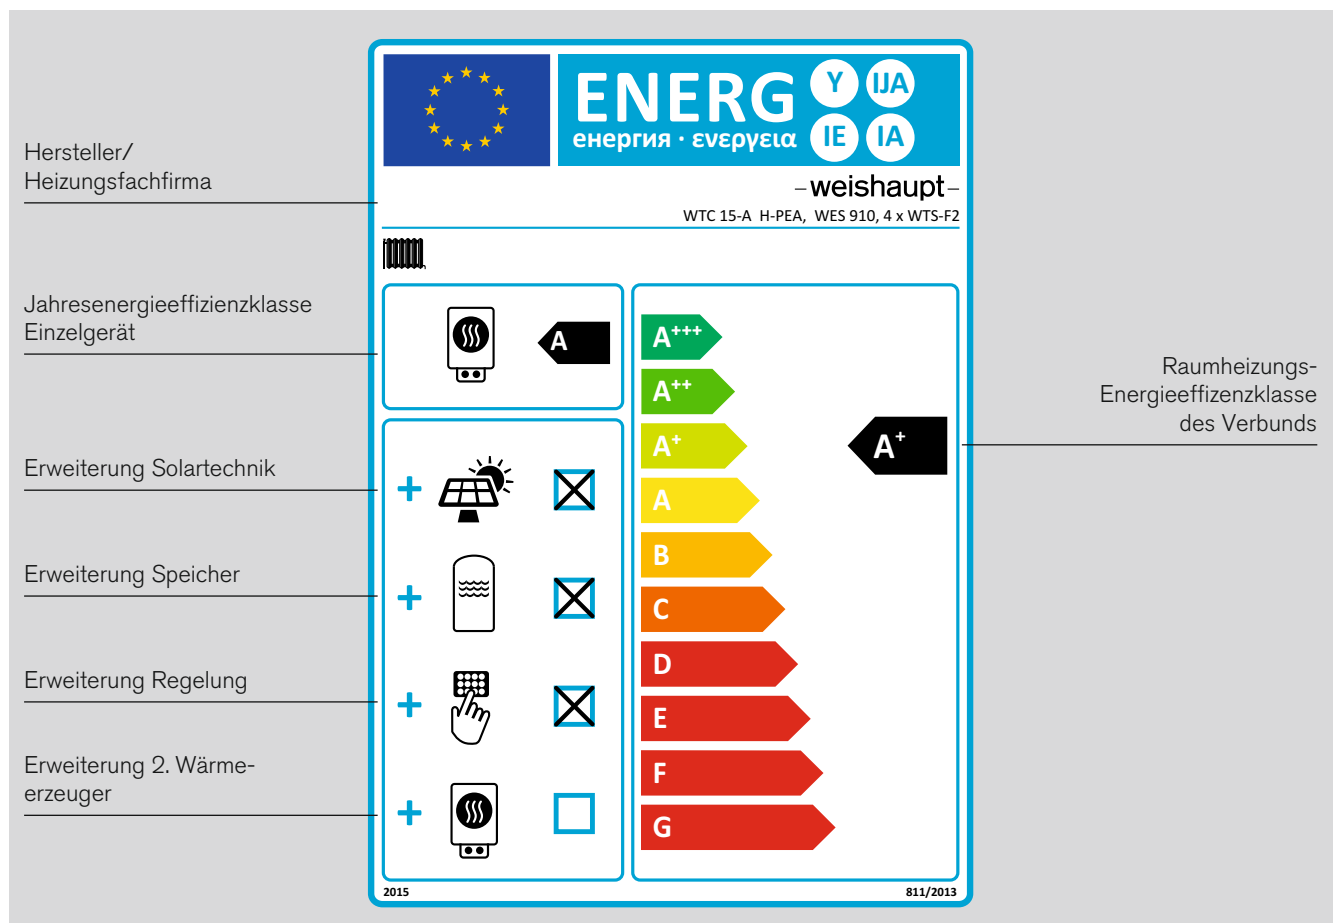 ENERG
Y IJA
IE IA
енергия · ενεργεια
-weishaupt-
WTC 15-A H-PEA, WES 910, 4 x WTS-F2
Hersteller/
Heizungsfachfirma
Jahresenergieeffizienzklasse
Einzelgerät
A
Erweiterung Solartechnik
Erweiterung Speicher
Erweiterung Regelung
Erweiterung 2. Wärme-
erzeuger
A+++
A++
A+
A
B
C
D
E
F
G
A+
Raumheizungs-
Energieeffizenzklasse
des Verbunds
2015
811/2013